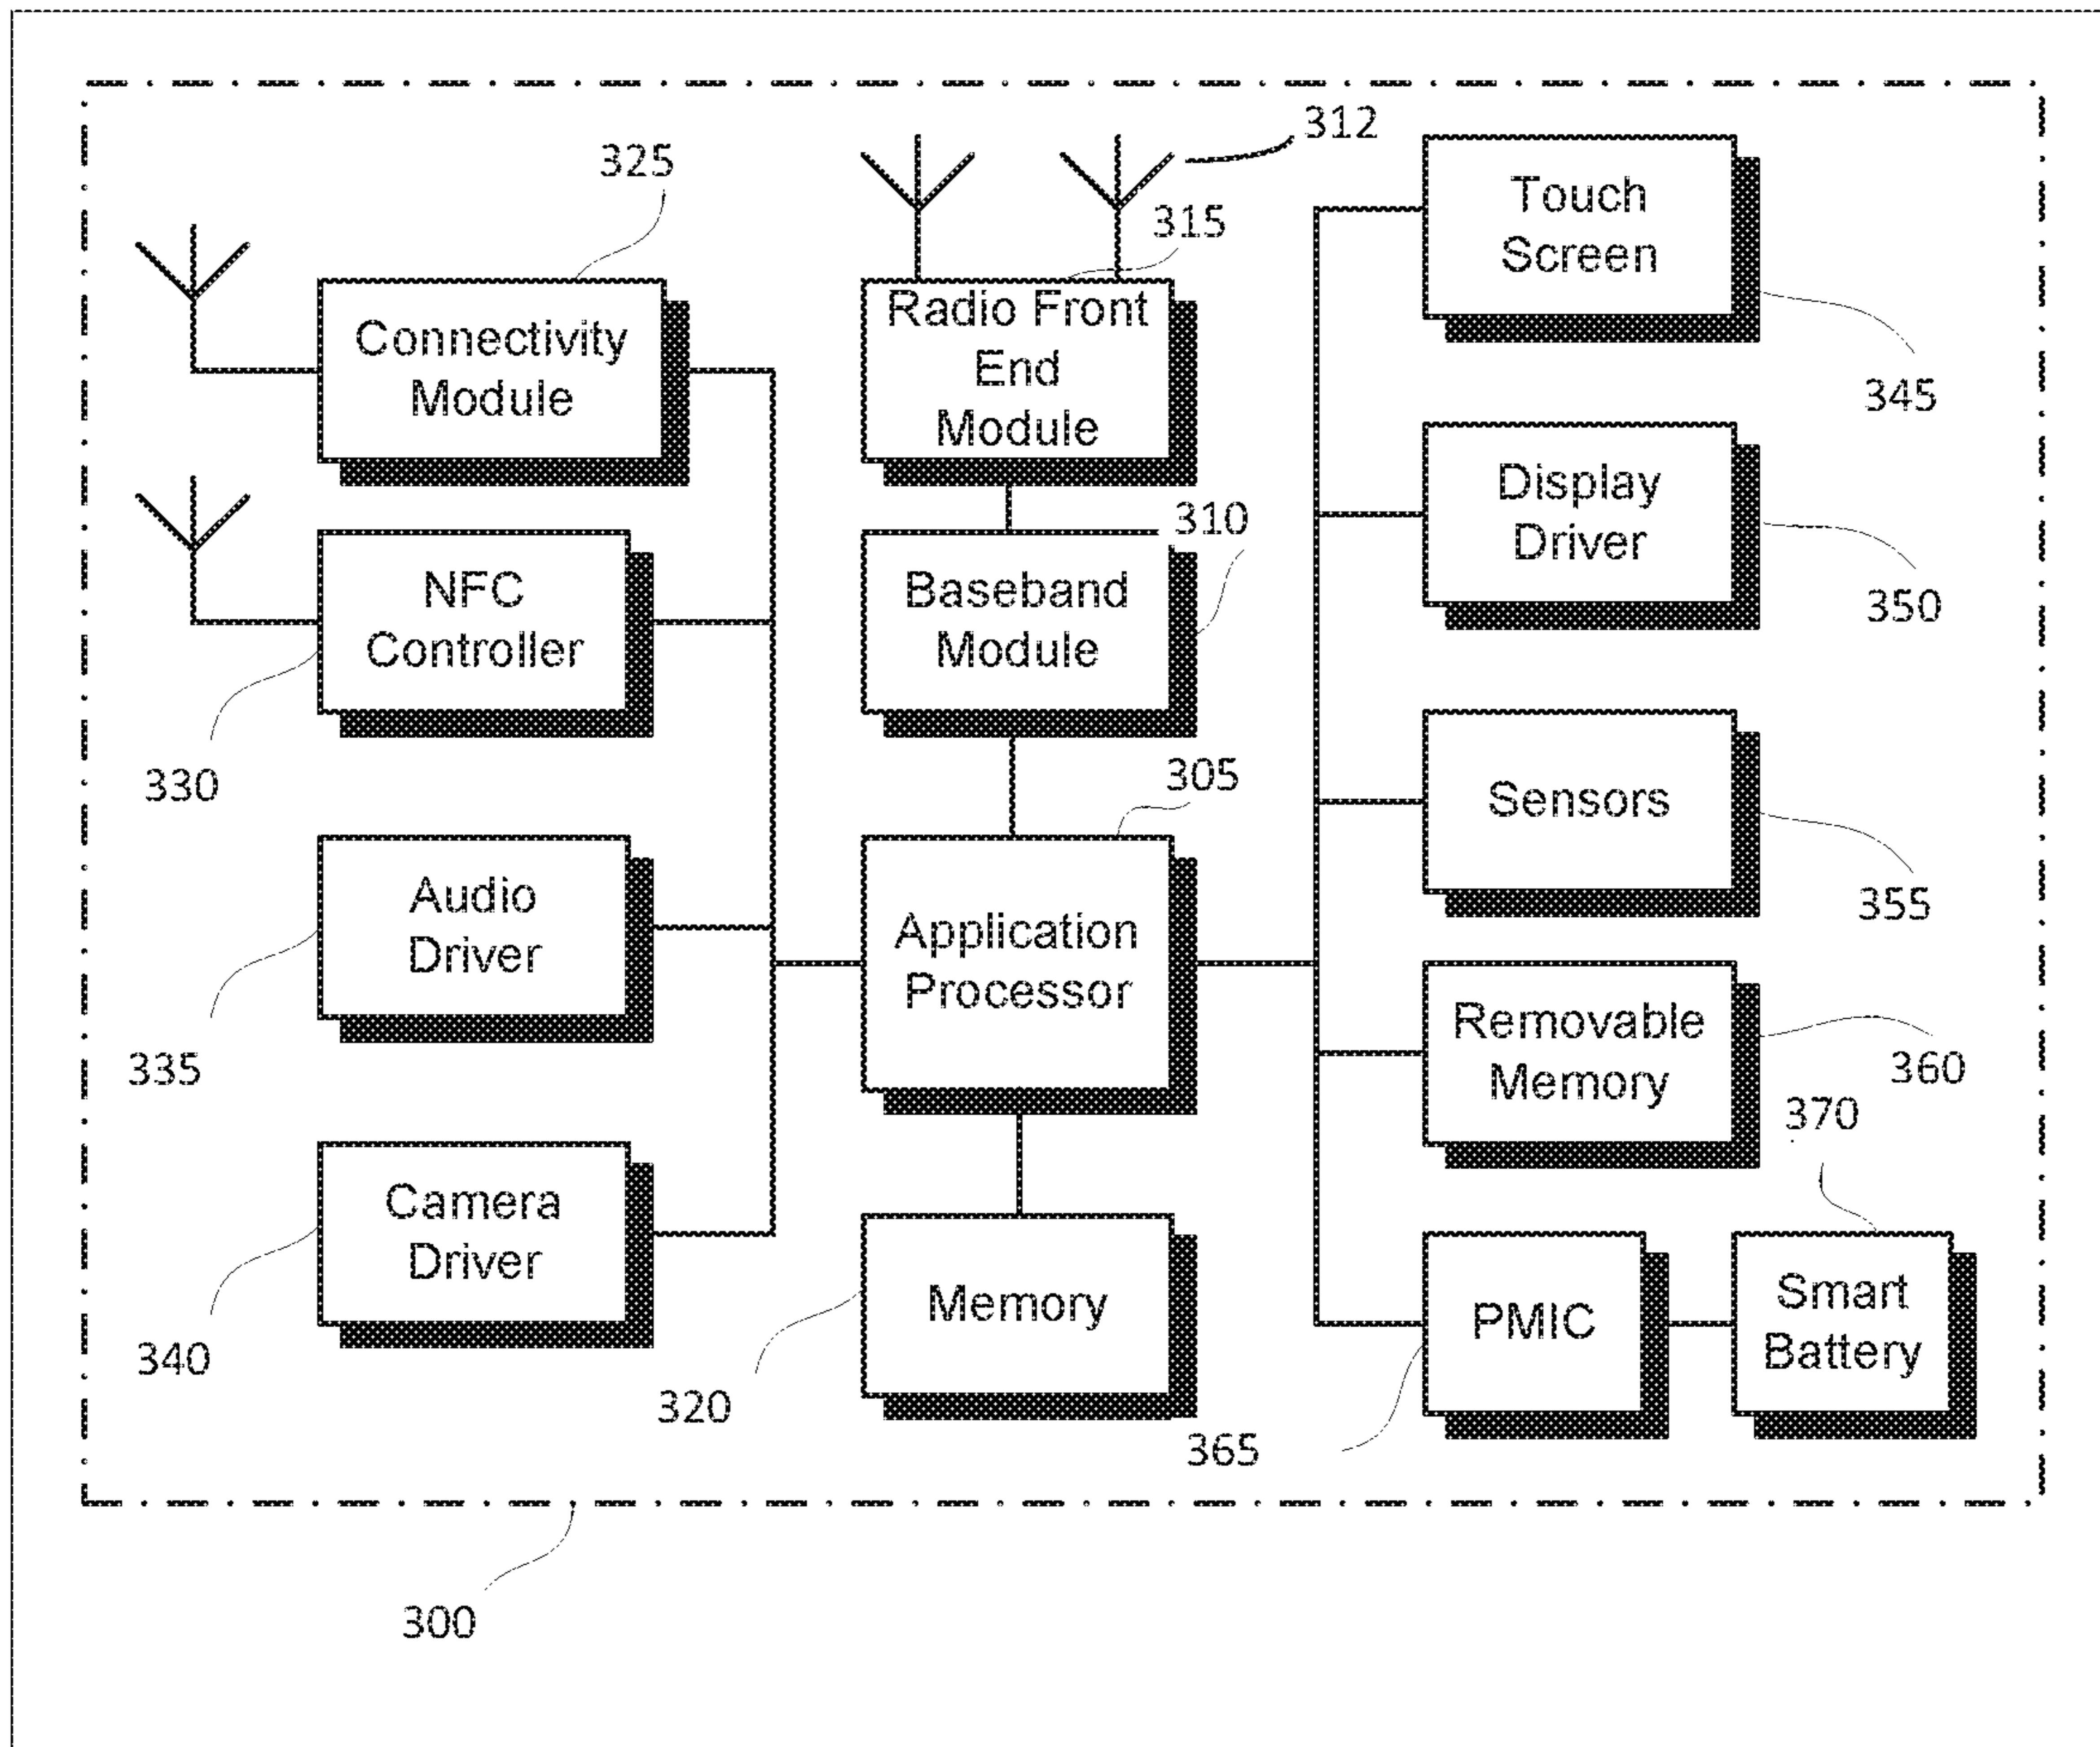 312
325
315
Touch
Screen
345
Connectivity
Module
Radio Front
End
Module
Display
Driver
350
310
NFC
Controller
330
Baseband
Module
305
Sensors
355
Audio
Driver
335
Application
Processor
Removable
Memory
360
370
Camera
Driver
340
Memory
320
PMIC
365
Smart
Battery
300